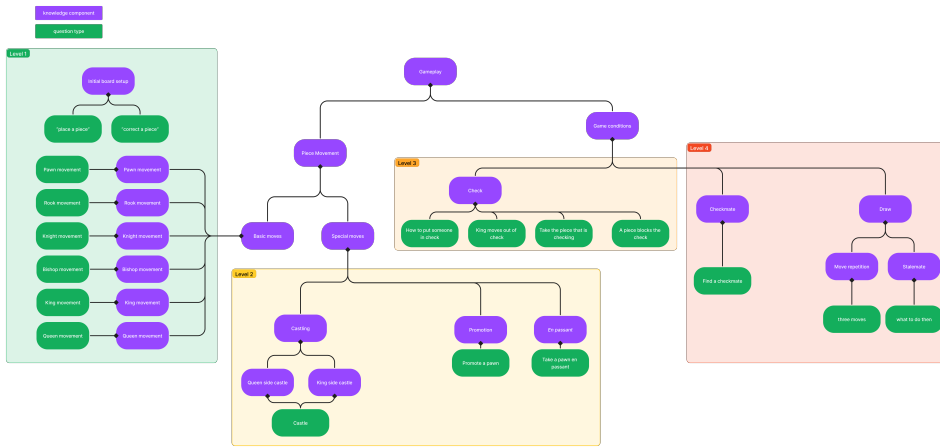 knowledge component
question type
Level 1
Initial board setup
"place a piece"
"correct a piece"
Pawn movement
Pawn movement
Rook movement
Rook movement
Knight movement
Knight movement
Bishop movement
Bishop movement
King movement
King movement
Queen movement
Queen movement
Gameplay
Piece Movement
Game conditions
Basic moves
Special moves
Level 3
Check
How to put someone
is check
King moves out of
check
Take the piece that is
checking
A piece blocks the
check
Level 2
Castling
Queen side castle
King side castle
Castle
Promotion
Promote a pawn
En passant
Take a pawn en
passant
Level 4
Checkmate
Find a checkmate
Draw
Move repetition
three moves
Stalemate
what to do then